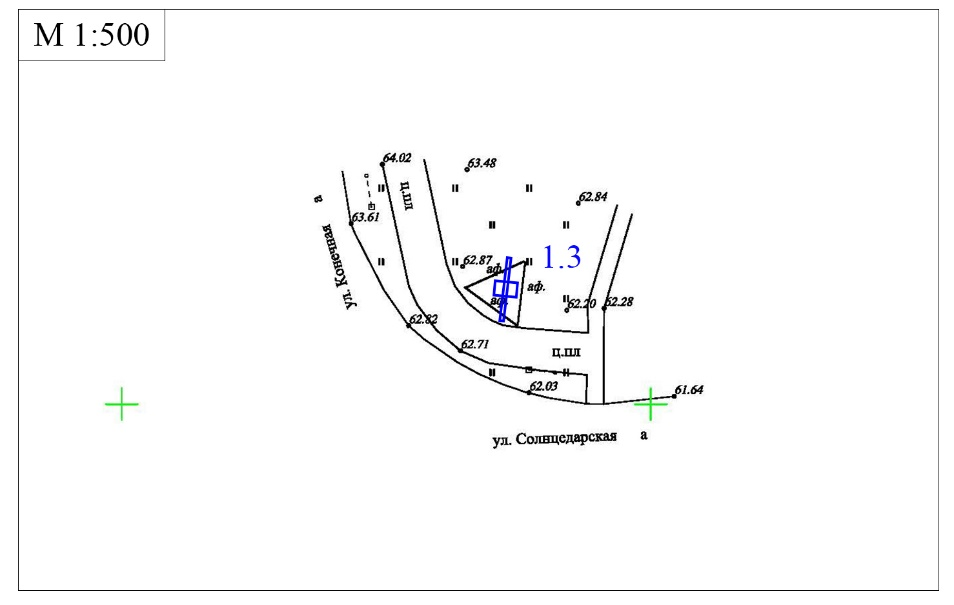 М 1:500
64.02
63.48
ц.пл
62.84
а
63.61
ул. Конечная
62.87
1.3
аф.
аф.
аф.
62.20
62.28
62.82
62.71
ц.пл
62.03
61.64
ул. Солнцедарская а